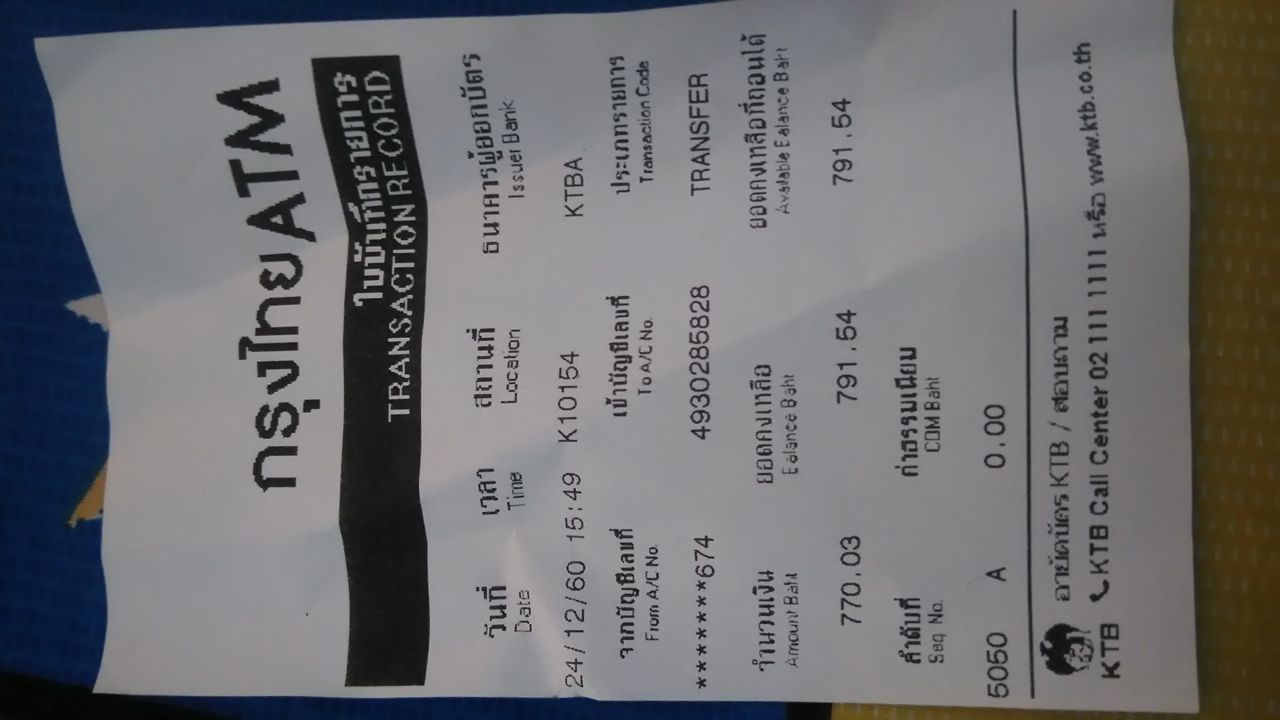 กรุงไทย ATM
ใบบันทึกรายการ
TRANSACTION RECORD
วันที่ เวลา สถานที่ ธนาคารผู้ออกบัตร
Date Time Location Issuer Bank
24/12/60 15:49 K10154 KTBA
จากบัญชีเลขที่ เข้าบัญชีเลขที่ ประเภทรายการ
From A/C No. To A/C No. Transaction Code
*******674 4930285828 TRANSFER
จำนวนเงิน ยอดคงเหลือ ยอดคงเหลือที่ถอนได้
Amount Baht Balance Baht Available Balance Baht
770.03 791.54 791.54
ลำดับที่ ค่าธรรมเนียม
Seq No. COM Baht
5050 A 0.00
อายัดบัตร KTB / สอบถาม
KTB Call Center 02 111 1111 หรือ www.ktb.co.th
KTB